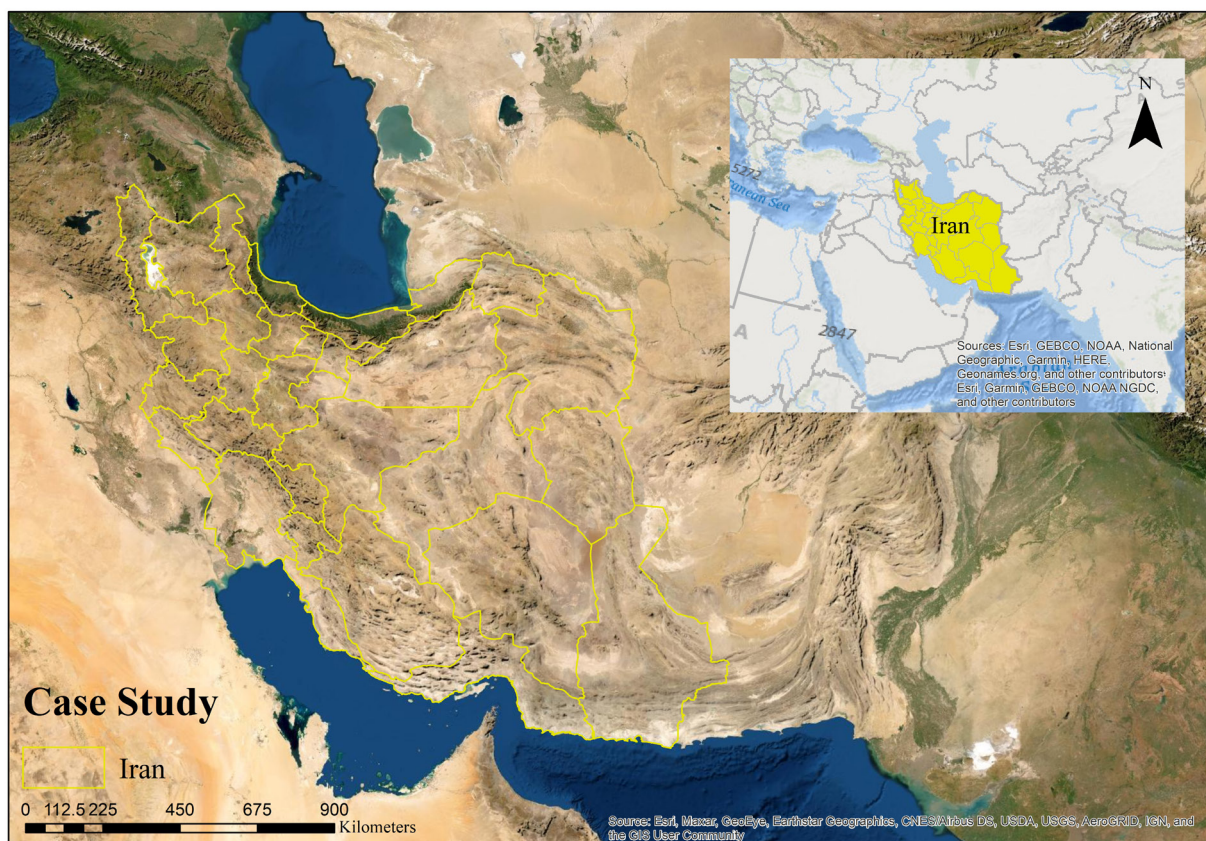 N
5272
ranean Sea
Iran
2847
A
Sources: Esri, GEBCO, NOAA, National
Geographic, Garmin, HERE,
Geonames.org, and other contributors
Esri, Garmin, GEBCO, NOAA NGDC,
and other contributors
Case Study
Iran
0 112.5 225 450 675 900
Kilometers
Source: Esri, Maxar, GeoEye, Earthstar Geographics, CNES/Airbus DS, USDA, USGS, AeroGRID, IGN, and
the GIS User Community